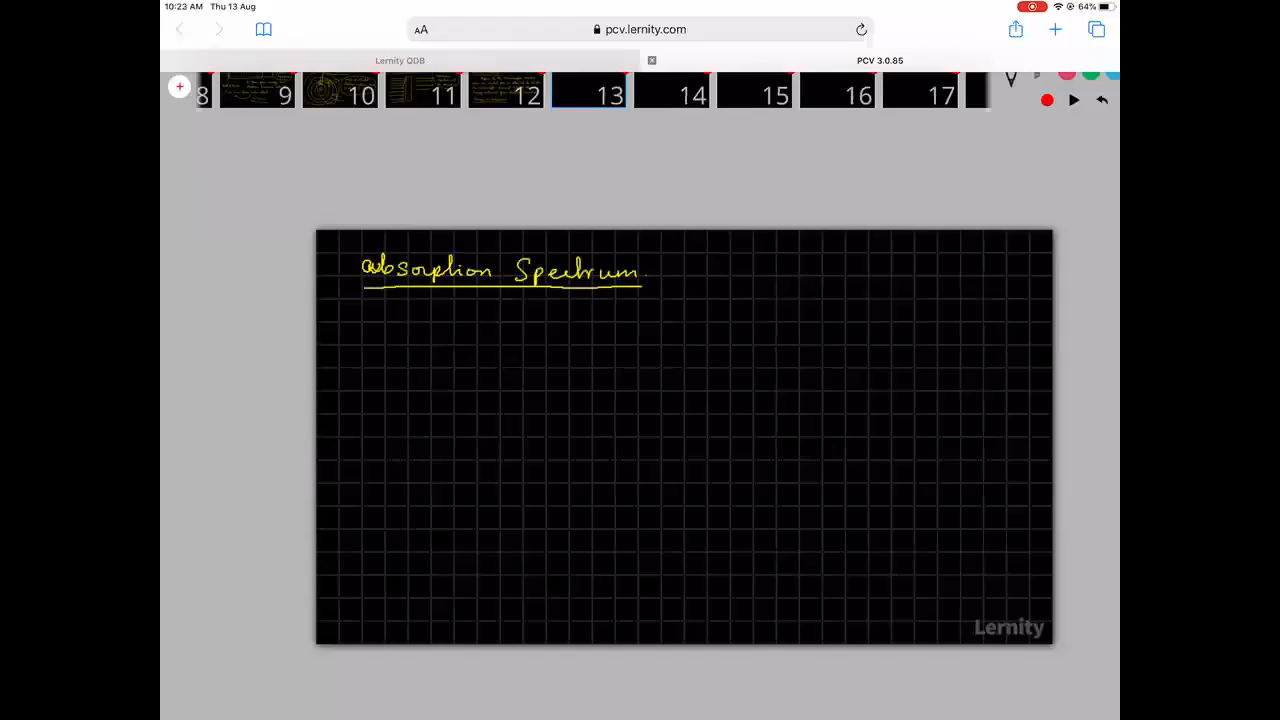 10:23 AM Thu 13 Aug
64%
AA
pcv.lernity.com
Lernity QDB
PCV 3.0.85
8 9 10 11 12 13 14 15 16 17
absorption Spectrum.
Lernity